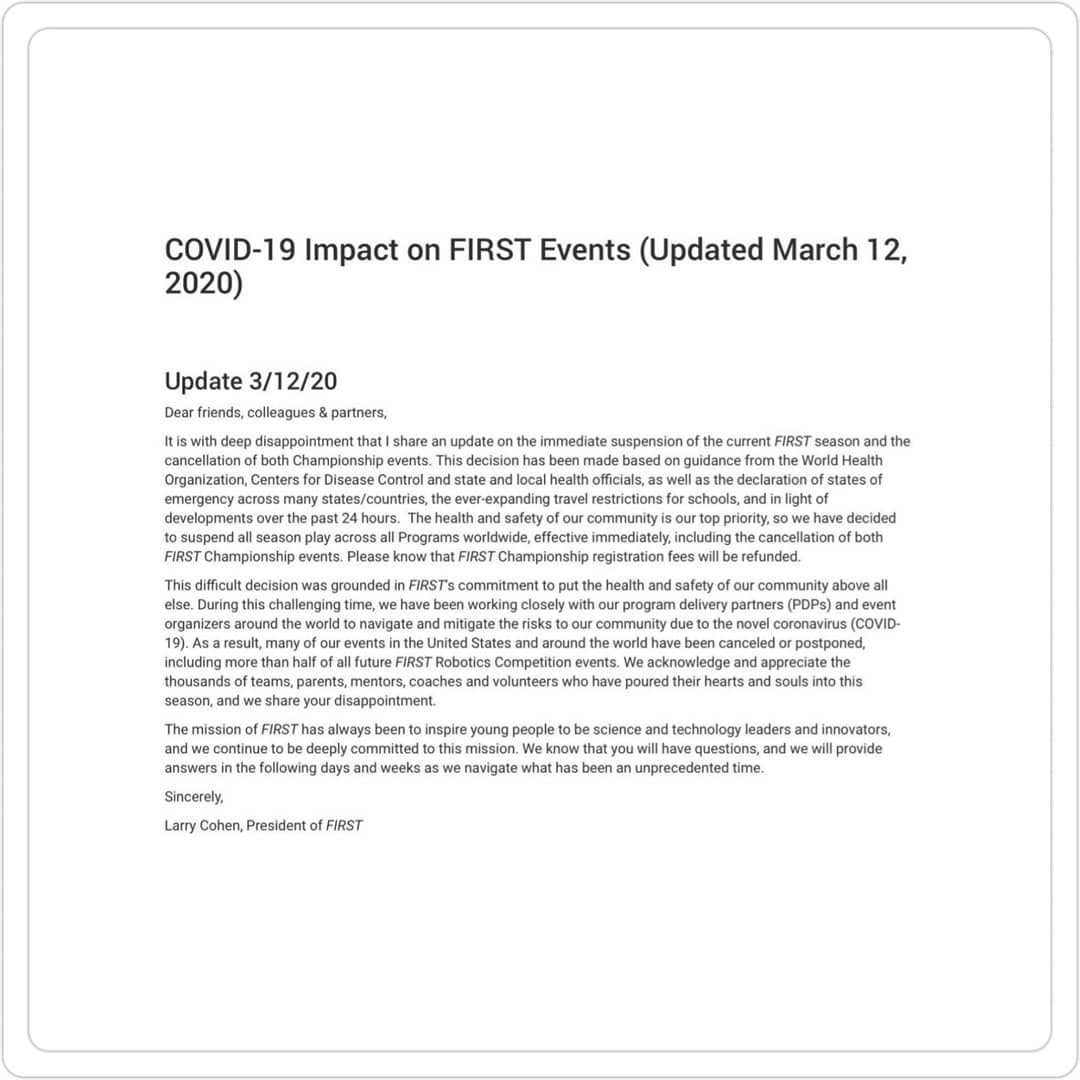 COVID-19 Impact on FIRST Events (Updated March 12,
2020)
Update 3/12/20
Dear friends, colleagues & partners,
It is with deep disappointment that I share an update on the immediate suspension of the current FIRST season and the
cancellation of both Championship events. This decision has been made based on guidance from the World Health
Organization, Centers for Disease Control and state and local health officials, as well as the declaration of states of
emergency across many states/countries, the ever-expanding travel restrictions for schools, and in light of
developments over the past 24 hours.  The health and safety of our community is our top priority, so we have decided
to suspend all season play across all Programs worldwide, effective immediately, including the cancellation of both
FIRST Championship events. Please know that FIRST Championship registration fees will be refunded.
This difficult decision was grounded in FIRST's commitment to put the health and safety of our community above all
else. During this challenging time, we have been working closely with our program delivery partners (PDPs) and event
organizers around the world to navigate and mitigate the risks to our community due to the novel coronavirus (COVID-
19). As a result, many of our events in the United States and around the world have been canceled or postponed,
including more than half of all future FIRST Robotics Competition events. We acknowledge and appreciate the
thousands of teams, parents, mentors, coaches and volunteers who have poured their hearts and souls into this
season, and we share your disappointment.
The mission of FIRST has always been to inspire young people to be science and technology leaders and innovators,
and we continue to be deeply committed to this mission. We know that you will have questions, and we will provide
answers in the following days and weeks as we navigate what has been an unprecedented time.
Sincerely,
Larry Cohen, President of FIRST